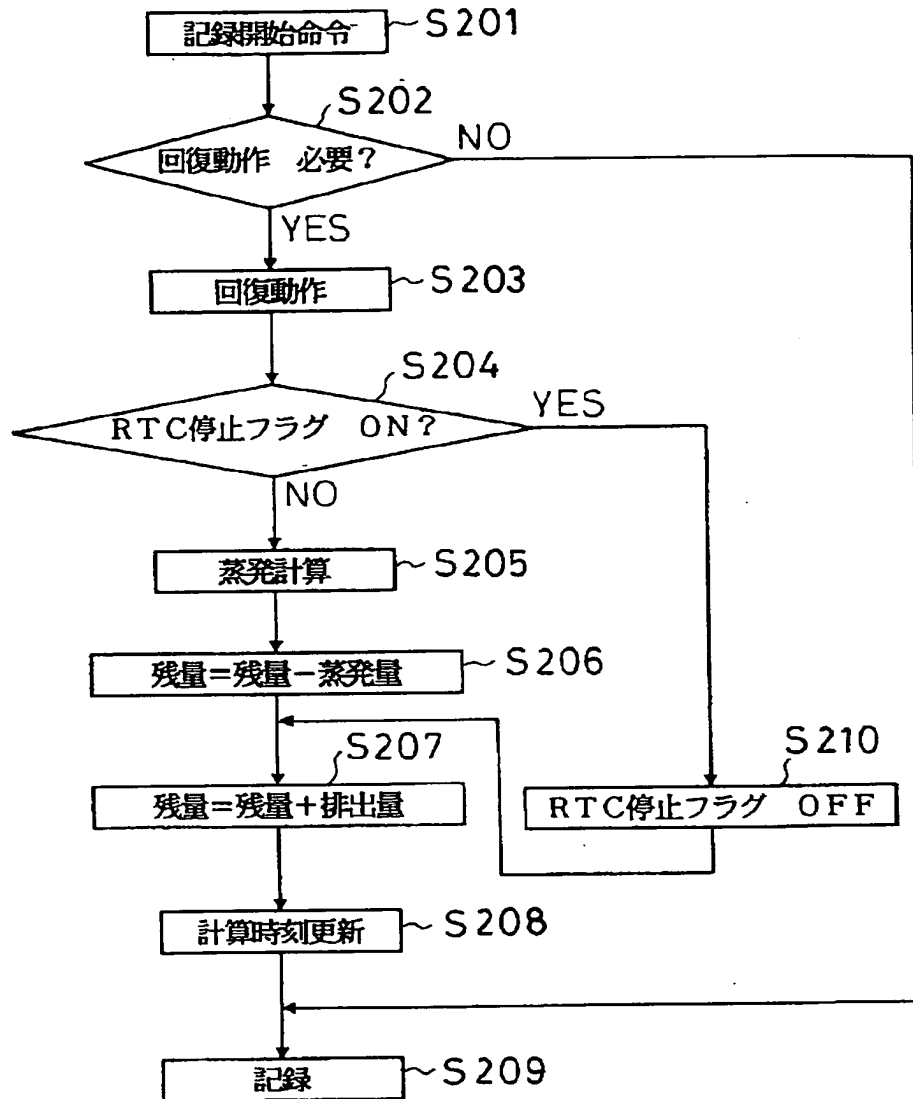 記録開始命令
S201
S202
回復動作 必要?
NO
YES
回復動作
S203
S204
RTC停止フラグ ON?
YES
NO
蒸発計算
S205
残量=残量-蒸発量
S206
S207
残量=残量+排出量
S210
RTC停止フラグ OFF
計算時刻更新
S208
記録
S209